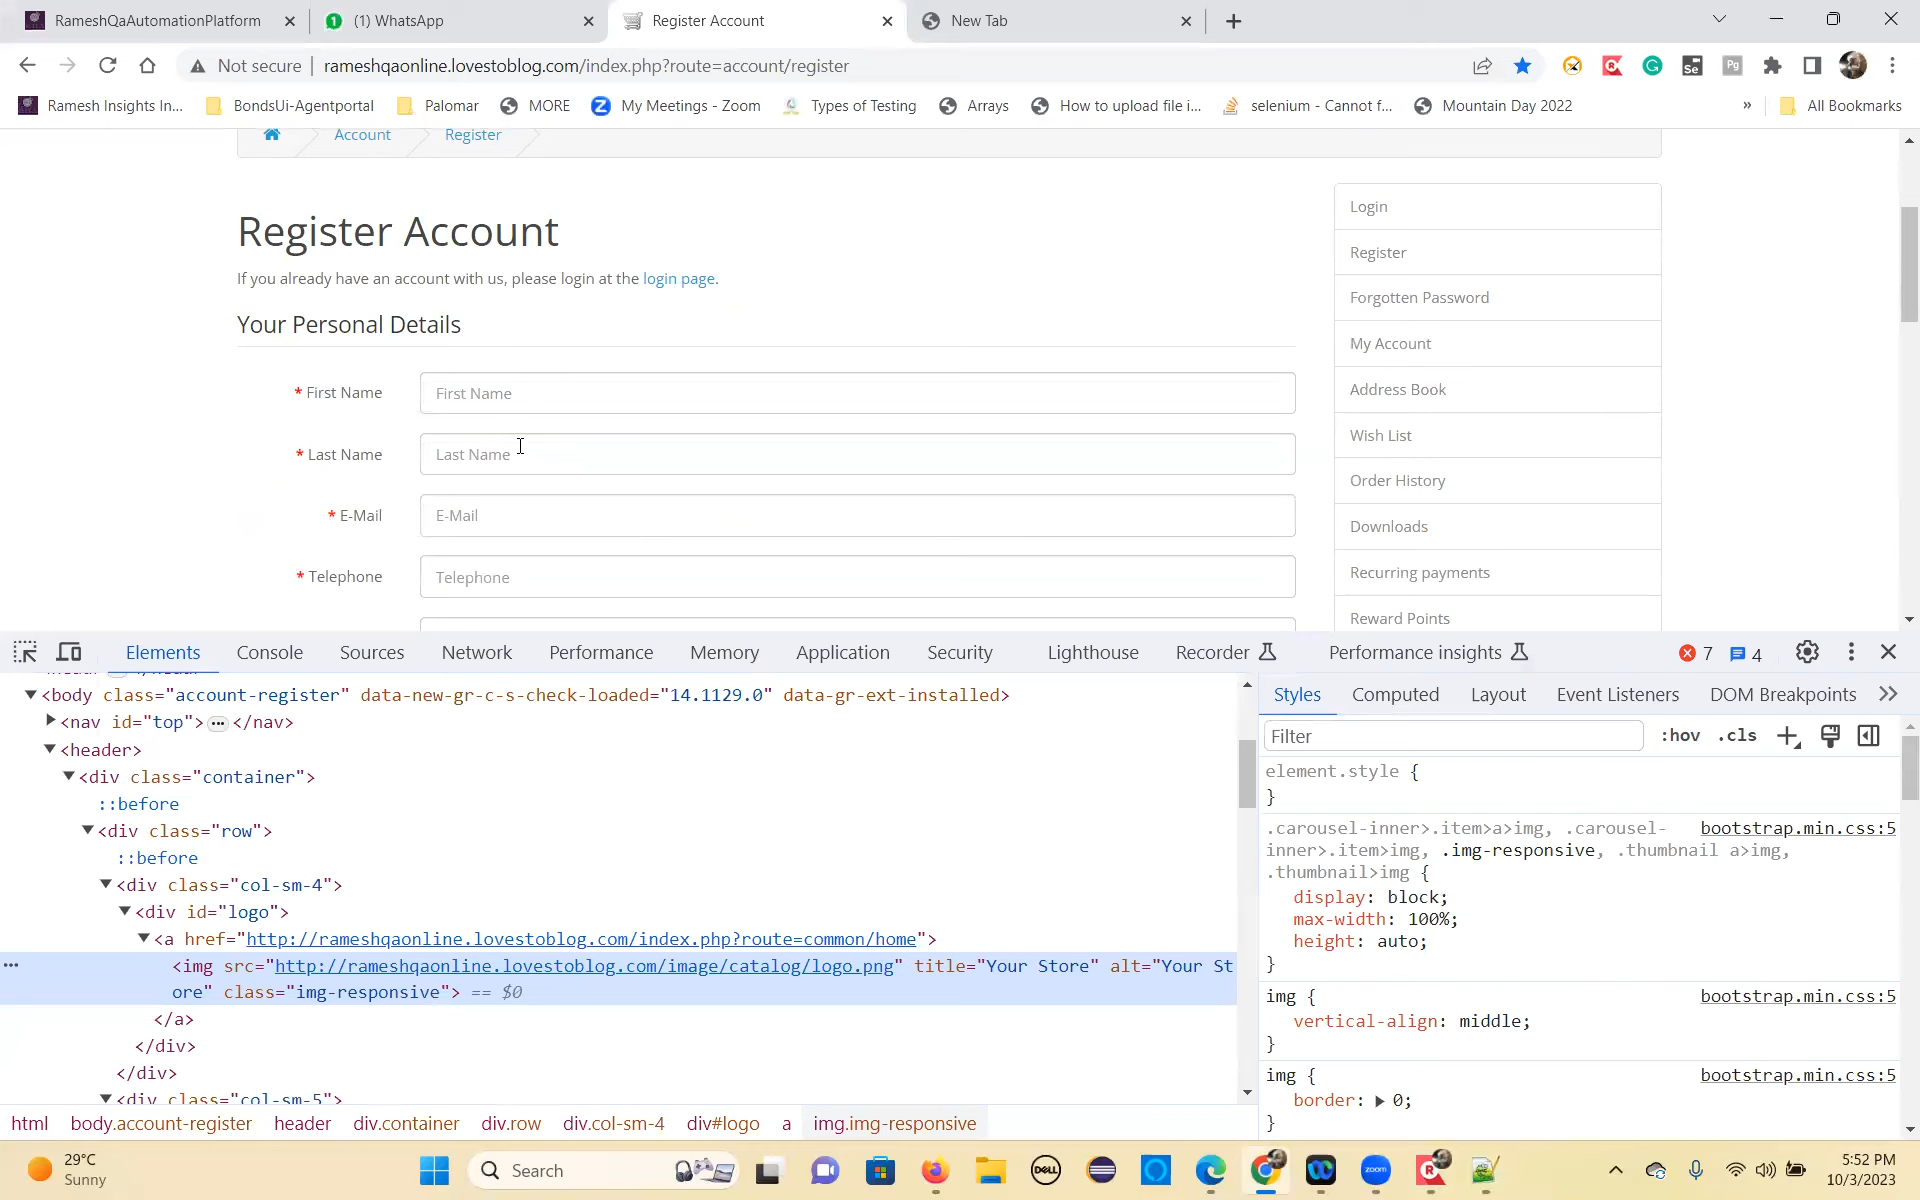 RameshQaAutomationPlatform
(1) WhatsApp
Register Account
New Tab
Not secure
rameshqaonline.lovestoblog.com/index.php?route=account/register
Ramesh Insights In...
BondsUi-Agentportal
Palomar
MORE
My Meetings - Zoom
Types of Testing
Arrays
How to upload file i...
selenium - Cannot f...
Mountain Day 2022
»
All Bookmarks
Account
Register
Register Account
If you already have an account with us, please login at the login page.
Your Personal Details
* First Name
First Name
* Last Name
Last Name
* E-Mail
E-Mail
* Telephone
Telephone
Login
Register
Forgotten Password
My Account
Address Book
Wish List
Order History
Downloads
Recurring payments
Reward Points
Elements
Console
Sources
Network
Performance
Memory
Application
Security
Lighthouse
Recorder
Performance insights
7
4
<body class="account-register" data-new-gr-c-s-check-loaded="14.1129.0" data-gr-ext-installed>
<nav id="top"> ... </nav>
<header>
<div class="container">
::before
<div class="row">
::before
<div class="col-sm-4">
<div id="logo">
<a href="http://rameshqaonline.lovestoblog.com/index.php?route=common/home">
<img src="http://rameshqaonline.lovestoblog.com/image/catalog/logo.png" title="Your Store" alt="Your St
ore" class="img-responsive"> == $0
</a>
</div>
</div>
<div class="col-sm-5">
html
body.account-register
header
div.container
div.row
div.col-sm-4
div#logo
a
img.img-responsive
Styles
Computed
Layout
Event Listeners
DOM Breakpoints
»
Filter
:hov
.cls
element.style {
}
.carousel-inner>.item>a>img, .carousel-
bootstrap.min.css:5
inner>.item>img, .img-responsive, .thumbnail a>img,
.thumbnail>img {
display: block;
max-width: 100%;
height: auto;
}
img {
bootstrap.min.css:5
vertical-align: middle;
}
img {
bootstrap.min.css:5
border: 0;
}
29°C
Sunny
Search
DELL
zoom
5:52 PM
10/3/2023